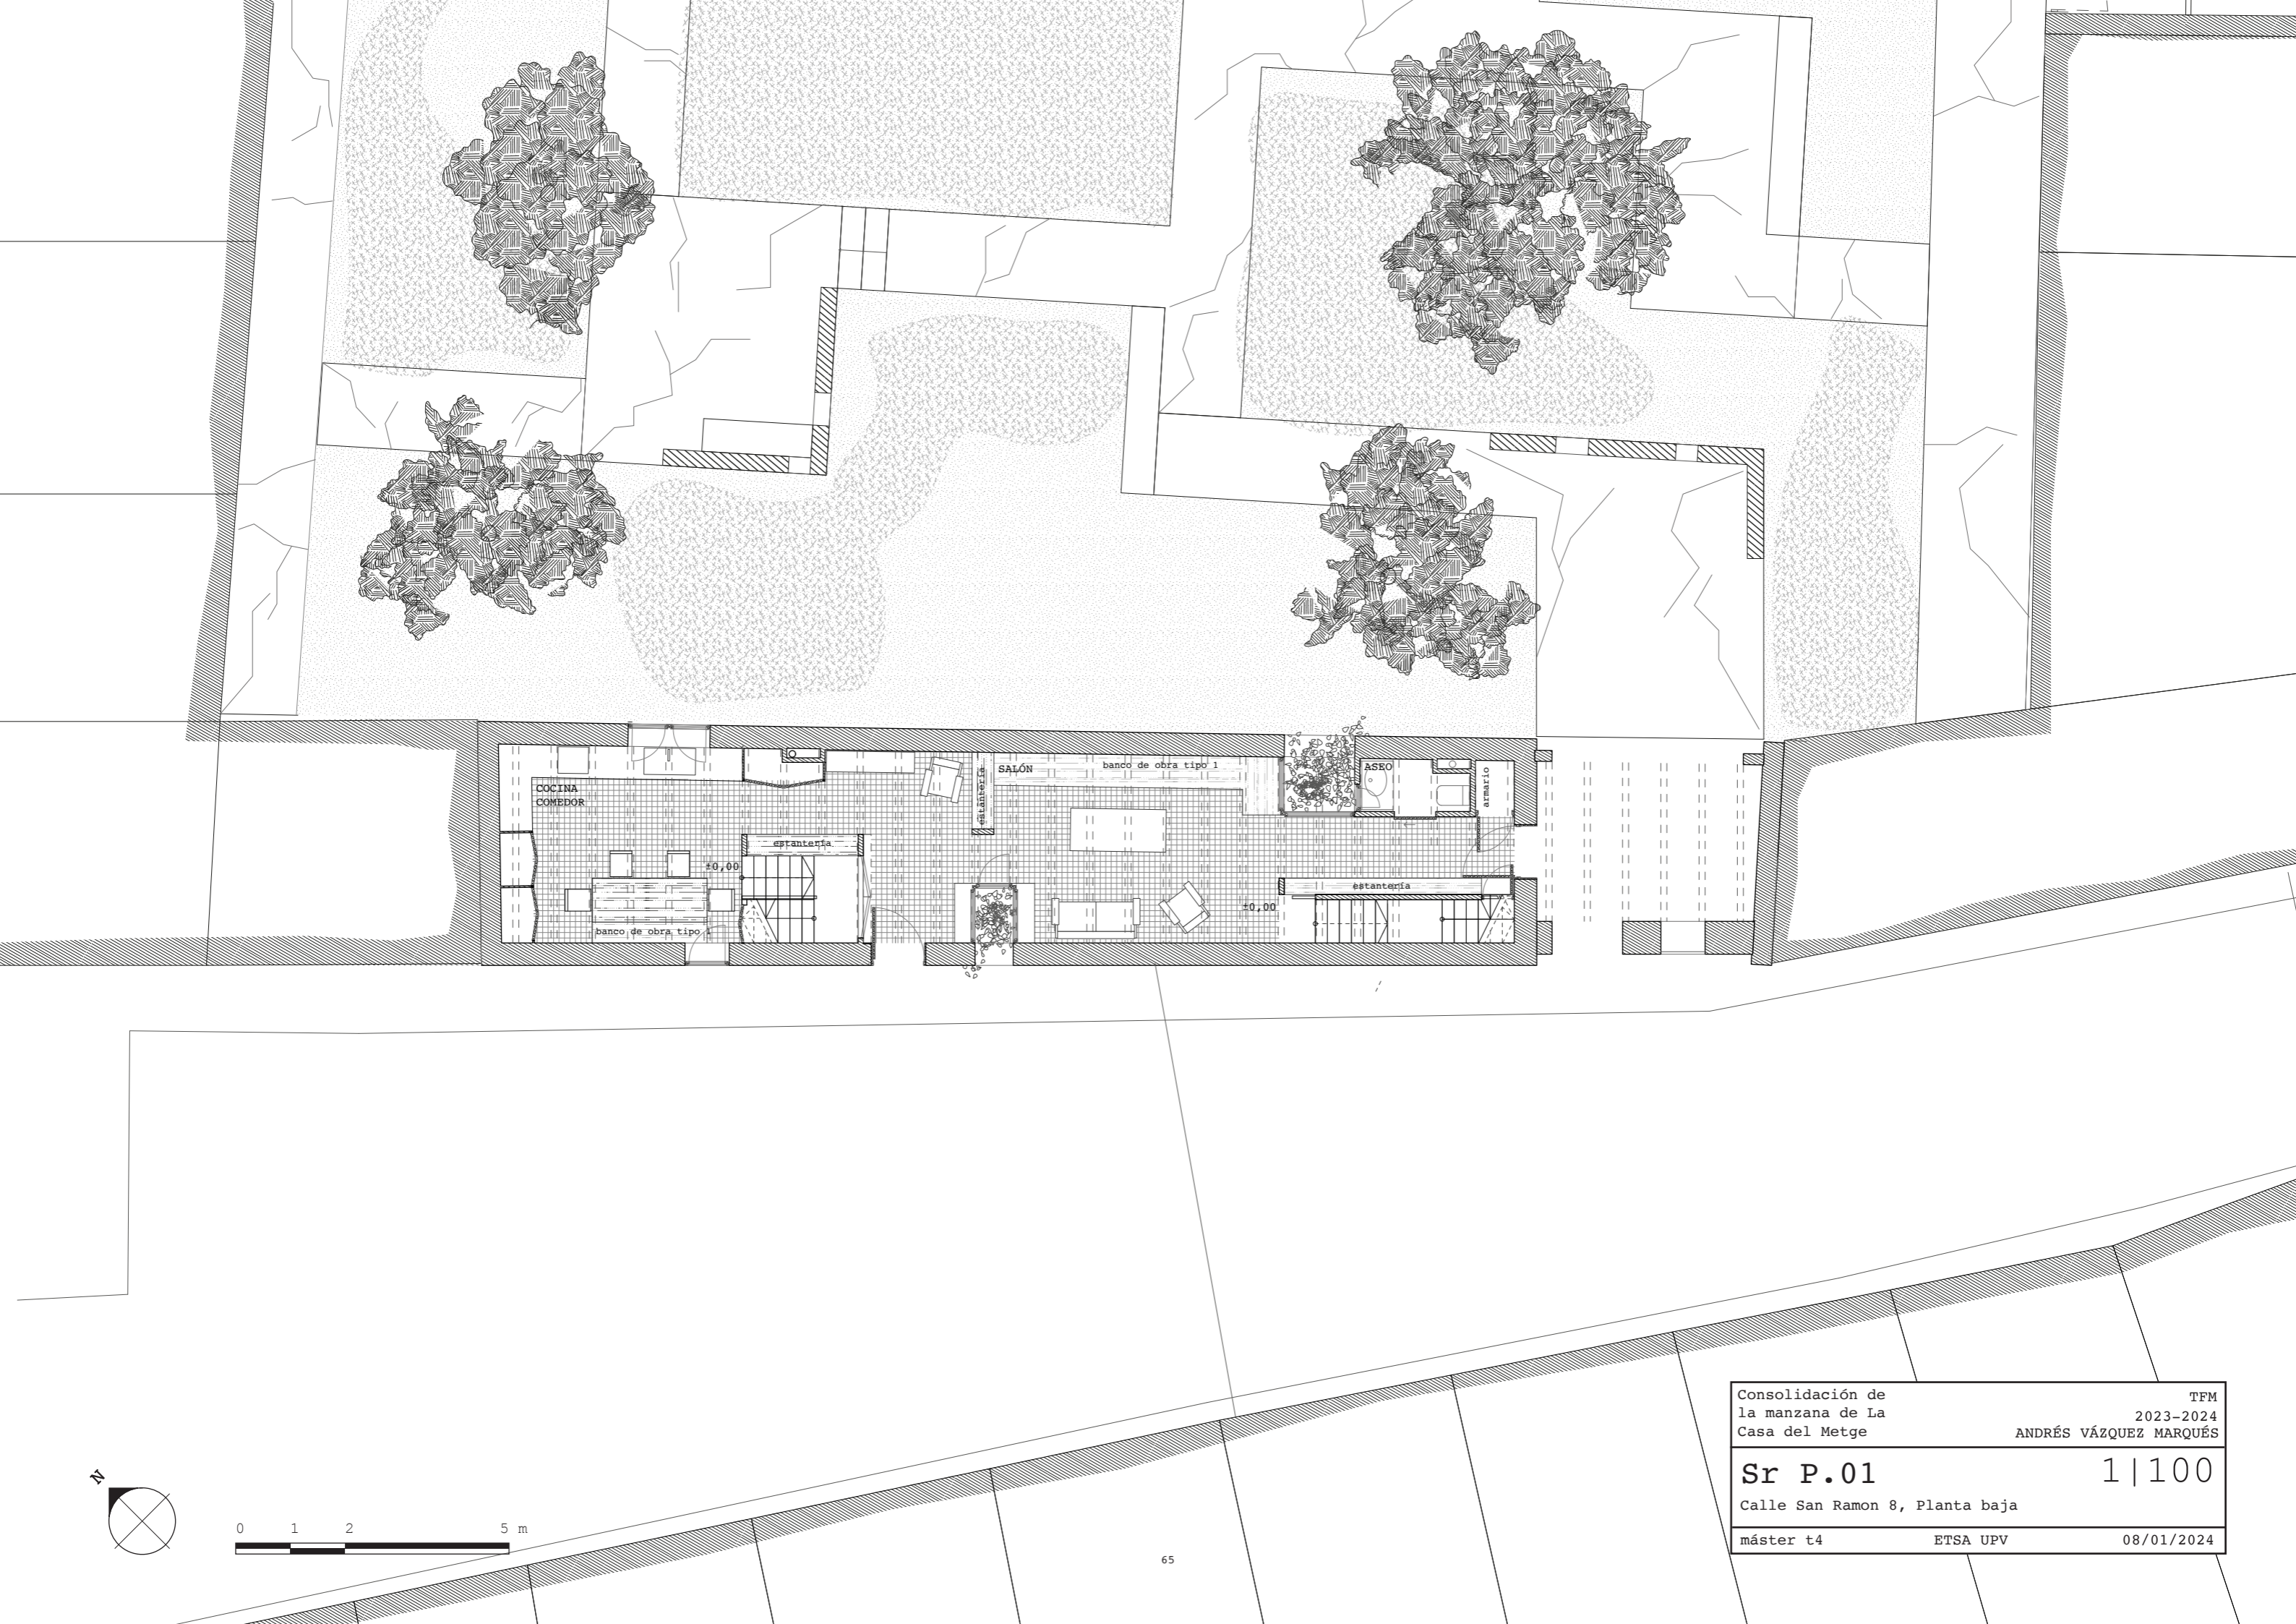 COCINA
COMEDOR
SALÓN
estantería
banco de obra tipo 1
ASEO
armario
estantería
±0,00
estantería
±0,00
banco de obra tipo 1
N
0 1 2 5 m
65
Consolidación de
la manzana de La
Casa del Metge
TFM
2023–2024
ANDRÉS VÁZQUEZ MARQUÉS
Sr P.01
1|100
Calle San Ramon 8, Planta baja
máster t4 ETSA UPV 08/01/2024